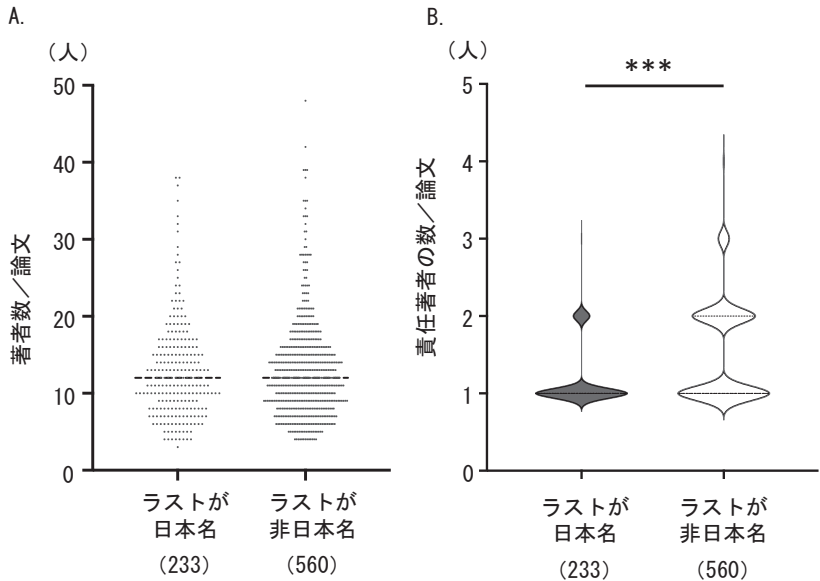 A.
（人）
50
40
30
20
10
0
著者数／論文
ラストが
日本名
（233）
ラストが
非日本名
（560）
B.
（人）
***
5
4
3
2
1
0
責任著者の数／論文
ラストが
日本名
（233）
ラストが
非日本名
（560）